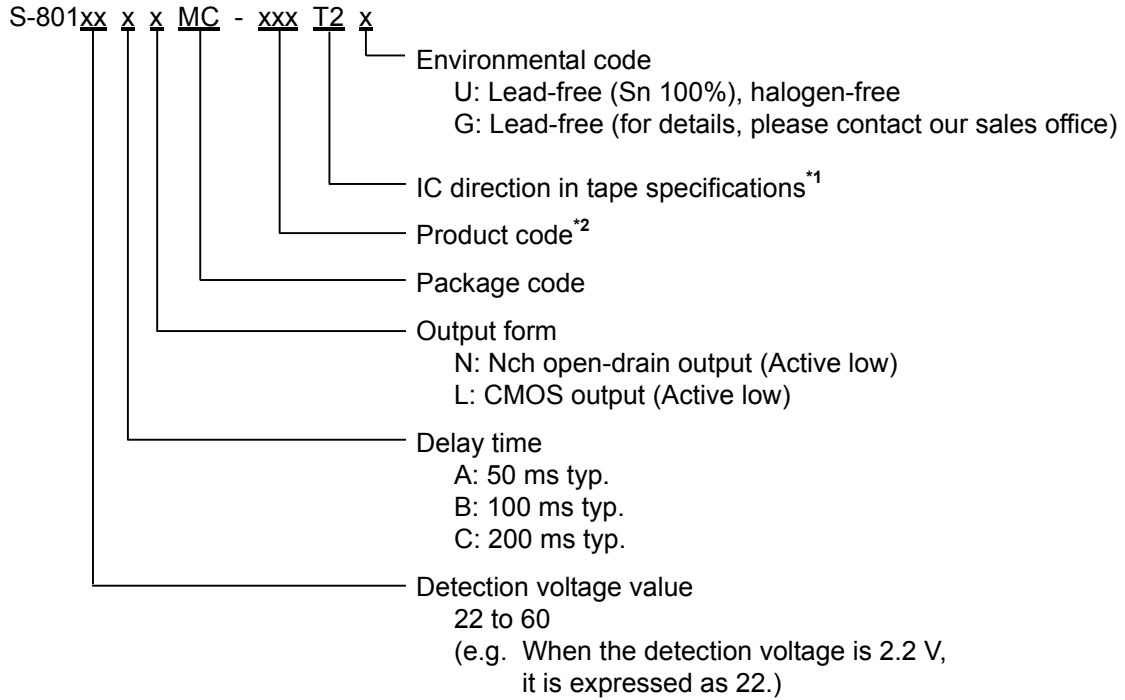 S-801xx x x MC - xxx T2 x
Environmental code
U: Lead-free (Sn 100%), halogen-free
G: Lead-free (for details, please contact our sales office)
IC direction in tape specifications*1
Product code*2
Package code
Output form
N: Nch open-drain output (Active low)
L: CMOS output (Active low)
Delay time
A: 50 ms typ.
B: 100 ms typ.
C: 200 ms typ.
Detection voltage value
22 to 60
(e.g. When the detection voltage is 2.2 V,
it is expressed as 22.)